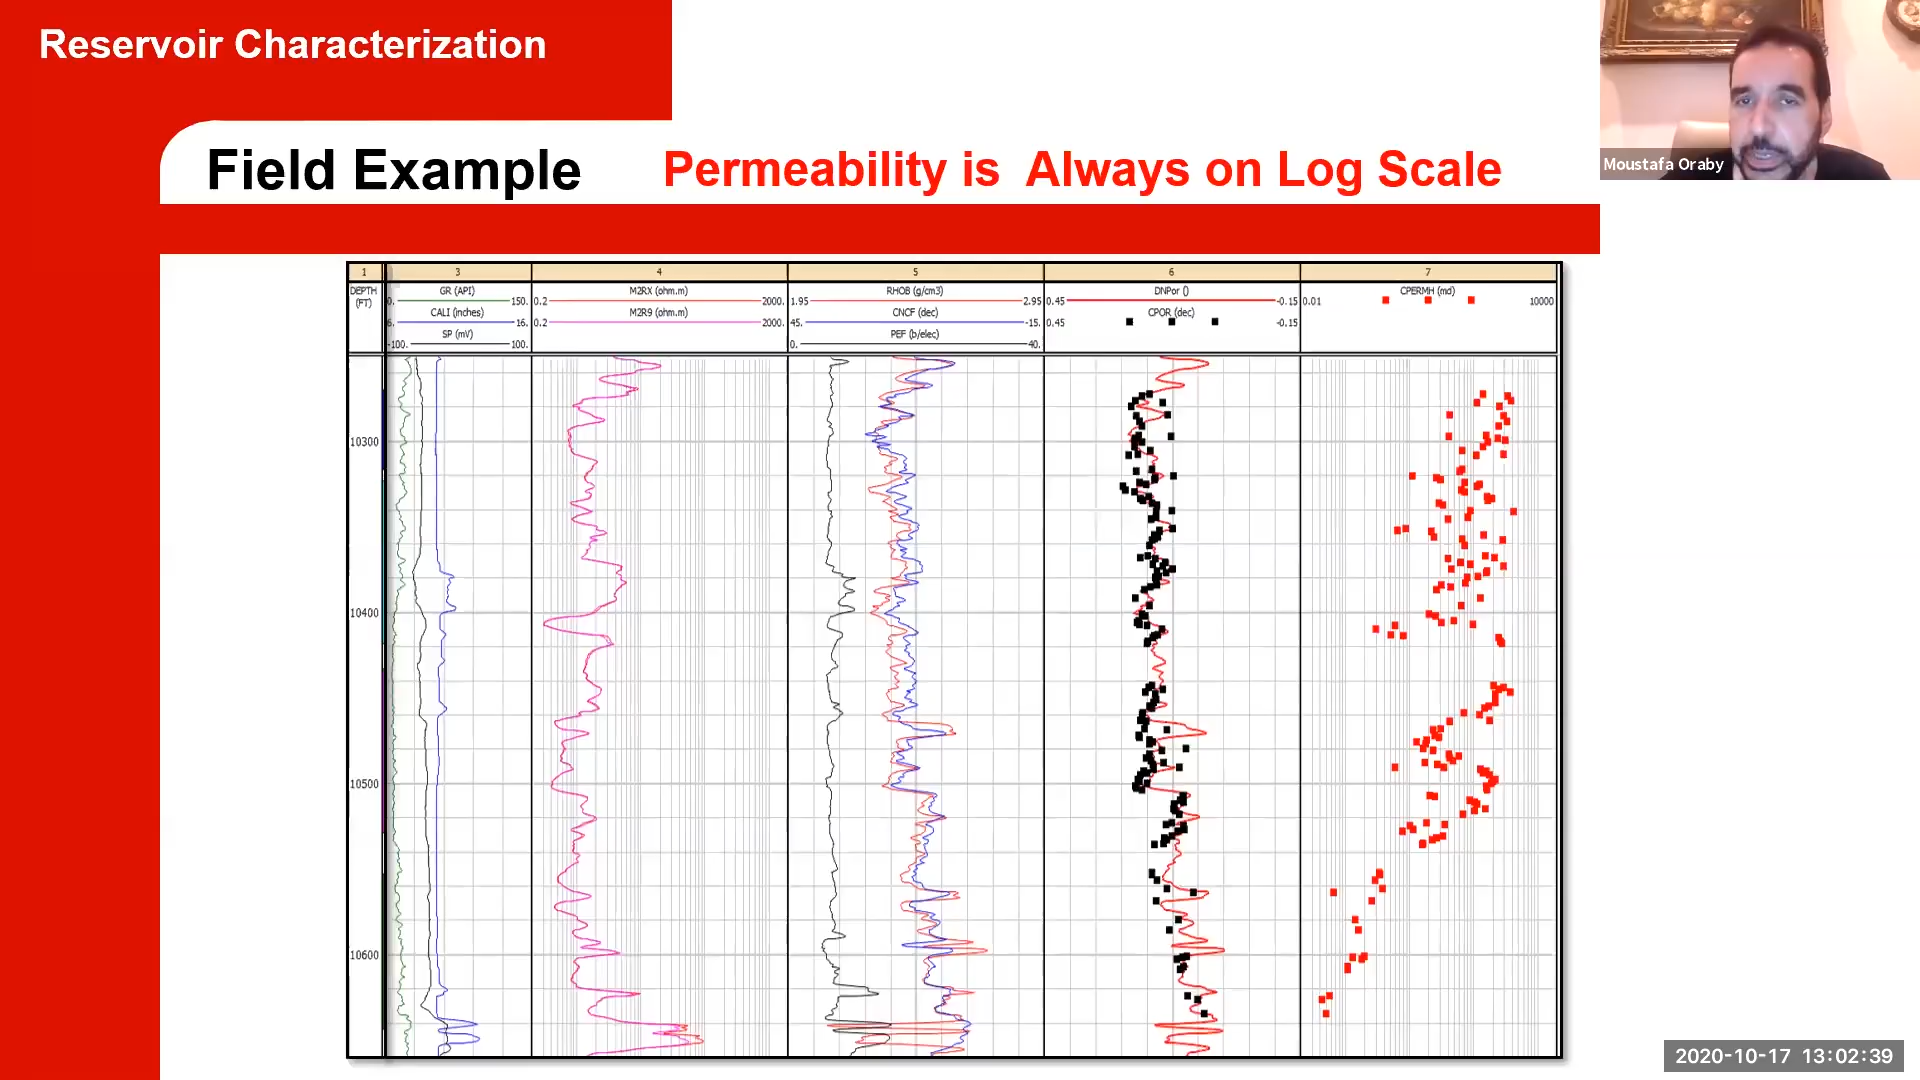 Reservoir Characterization
Field Example Permeability is Always on Log Scale
Moustafa Oraby
1 3 4 5 6 7
DEPTH (FT)
GR (API)
0. 150.
CALI (inches)
6. 16.
SP (mV)
-100. 100.
M2RX (ohm.m)
0.2 2000.
M2R9 (ohm.m)
0.2 2000.
RHOB (g/cm3)
1.95 2.95
CNCF (dec)
45. -15.
PEF (b/elec)
0. 40.
DNPor ()
0.45 -0.15
CPOR (dec)
0.45 -0.15
CPERMH (md)
0.01 10000
10300
10400
10500
10600
2020-10-17 13:02:39